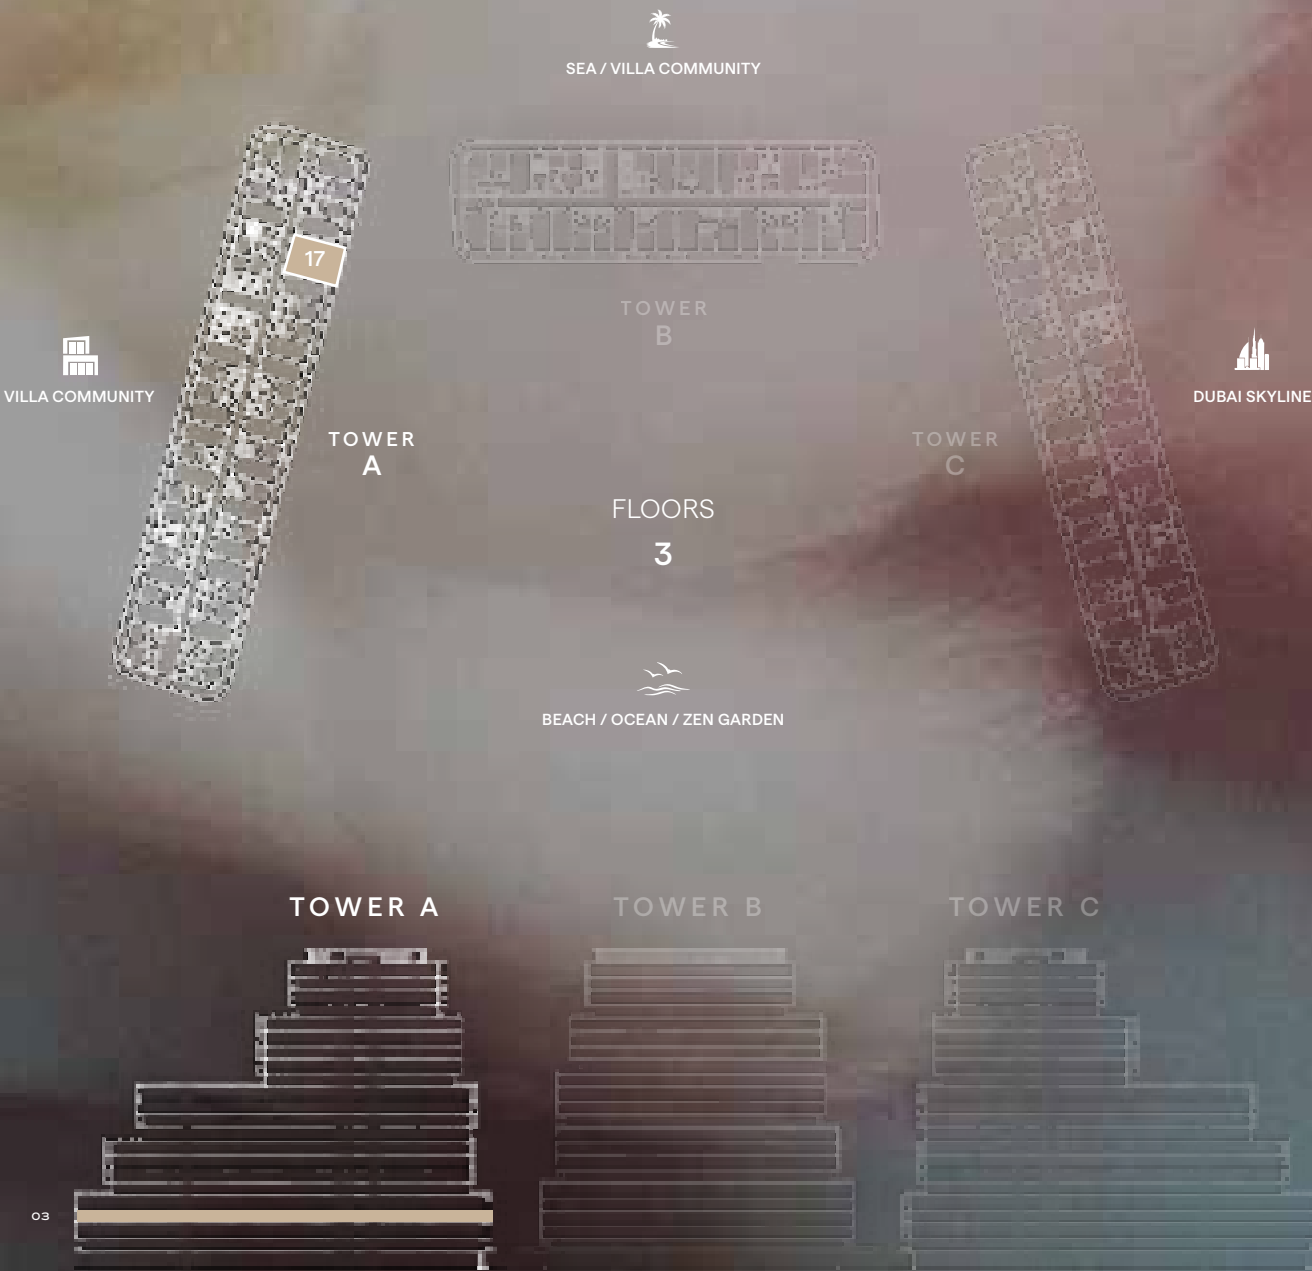 SEA / VILLA COMMUNITY
17
TOWER
B
VILLA COMMUNITY
DUBAI SKYLINE
TOWER
A
TOWER
C
FLOORS
3
BEACH / OCEAN / ZEN GARDEN
TOWER A
TOWER B
TOWER C
03